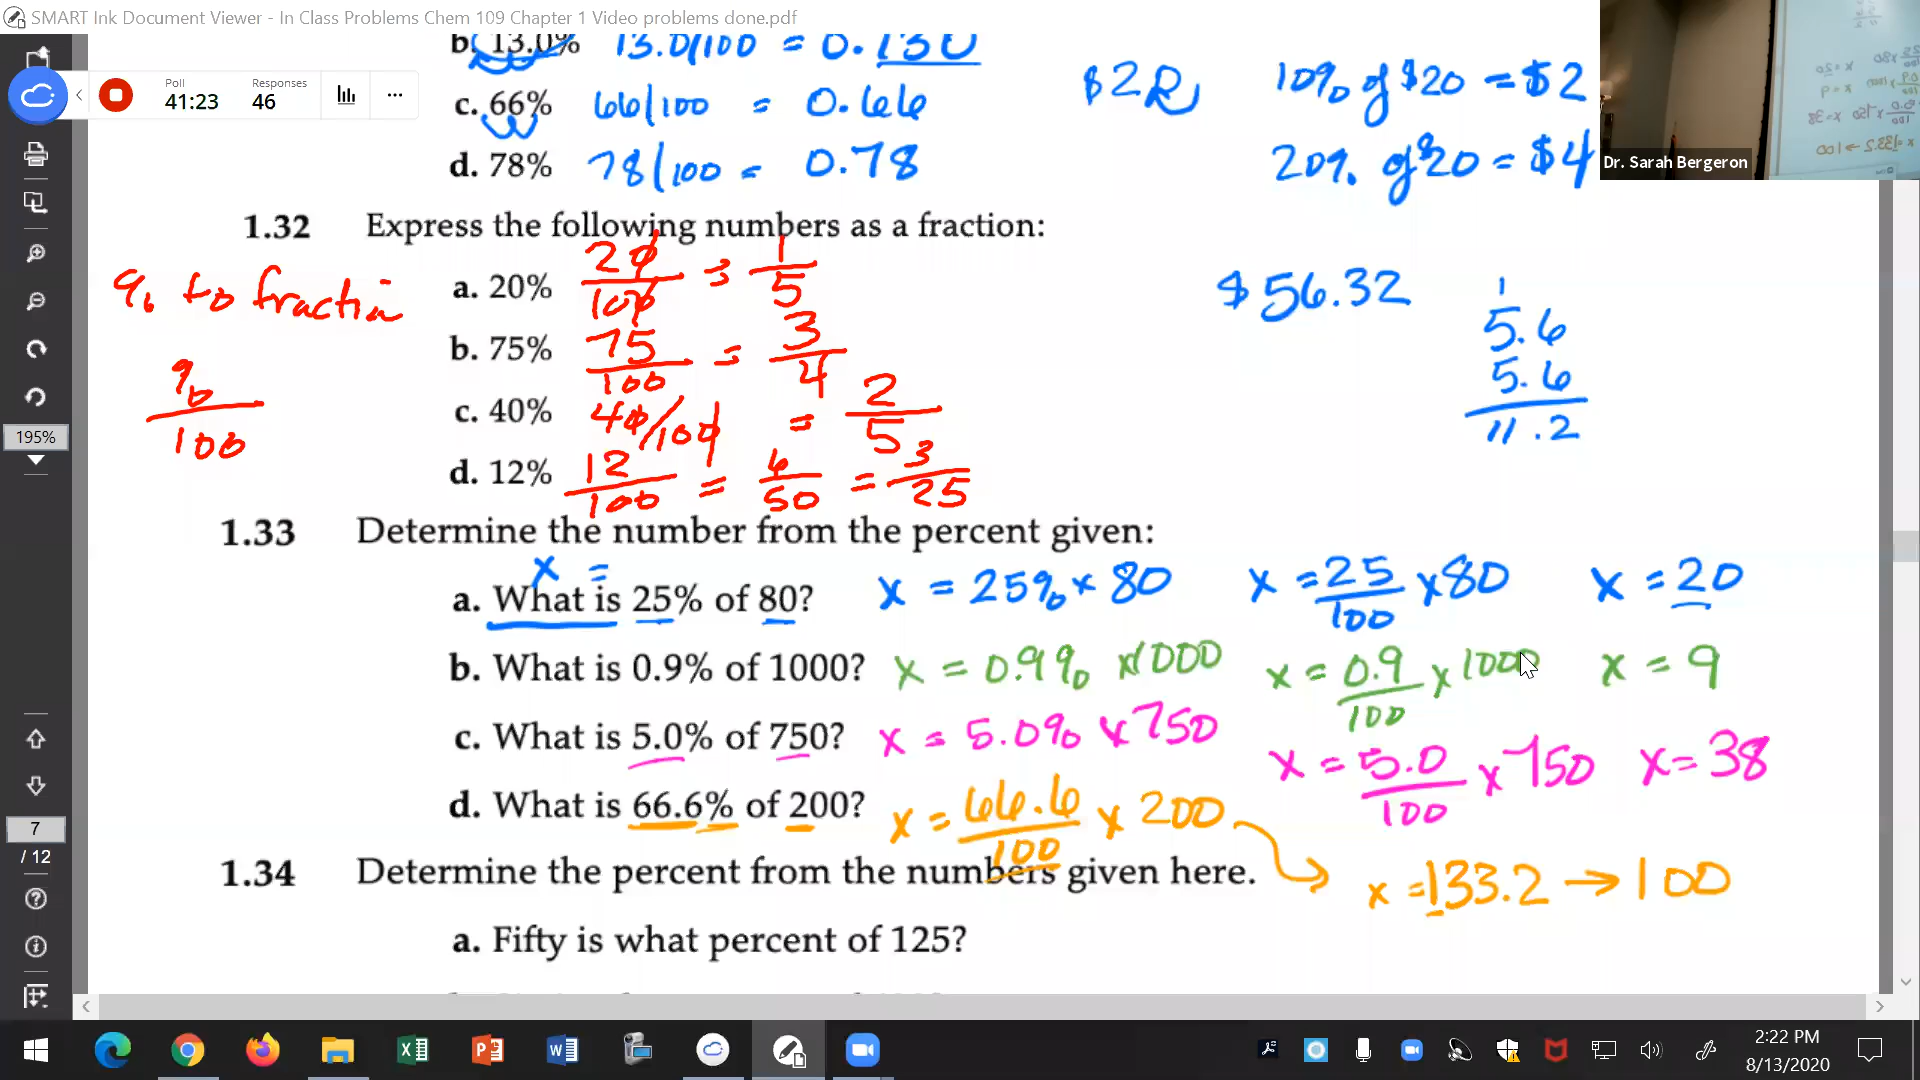 SMART Ink Document Viewer - In Class Problems Chem 109 Chapter 1 Video problems done.pdf
Poll 41:23 Responses 46
b. 13.0% 13.0/100 = 0.130
c. 66% 66/100 = 0.66
d. 78% 78/100 = 0.78
$2 10% of $20 = $2
20% of $20 = $4
Dr. Sarah Bergeron
1.32 Express the following numbers as a fraction:
% to fraction
%/100
a. 20% 20/100 = 1/5
b. 75% 75/100 = 3/4
c. 40% 40/100 = 2/5
d. 12% 12/100 = 6/50 = 3/25
$56.32
1
5.6
5.6
11.2
1.33 Determine the number from the percent given:
x =
a. What is 25% of 80? x = 25% x 80 x = 25/100 x 80 x = 20
b. What is 0.9% of 1000? x = 0.9% x 1000 x = 0.9/100 x 1000 x = 9
c. What is 5.0% of 750? x = 5.0% x 750 x = 5.0/100 x 750 x = 38
d. What is 66.6% of 200? x = 66.6/100 x 200
x = 133.2 → 100
1.34 Determine the percent from the numbers given here.
a. Fifty is what percent of 125?
195%
7
/ 12
2:22 PM
8/13/2020